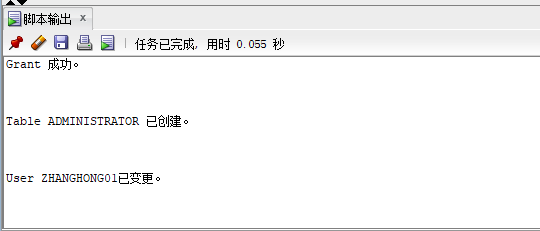 脚本输出 x
任务已完成, 用时 0.055 秒
Grant 成功。
Table ADMINISTRATOR 已创建。
User ZHANGHONG01已变更。